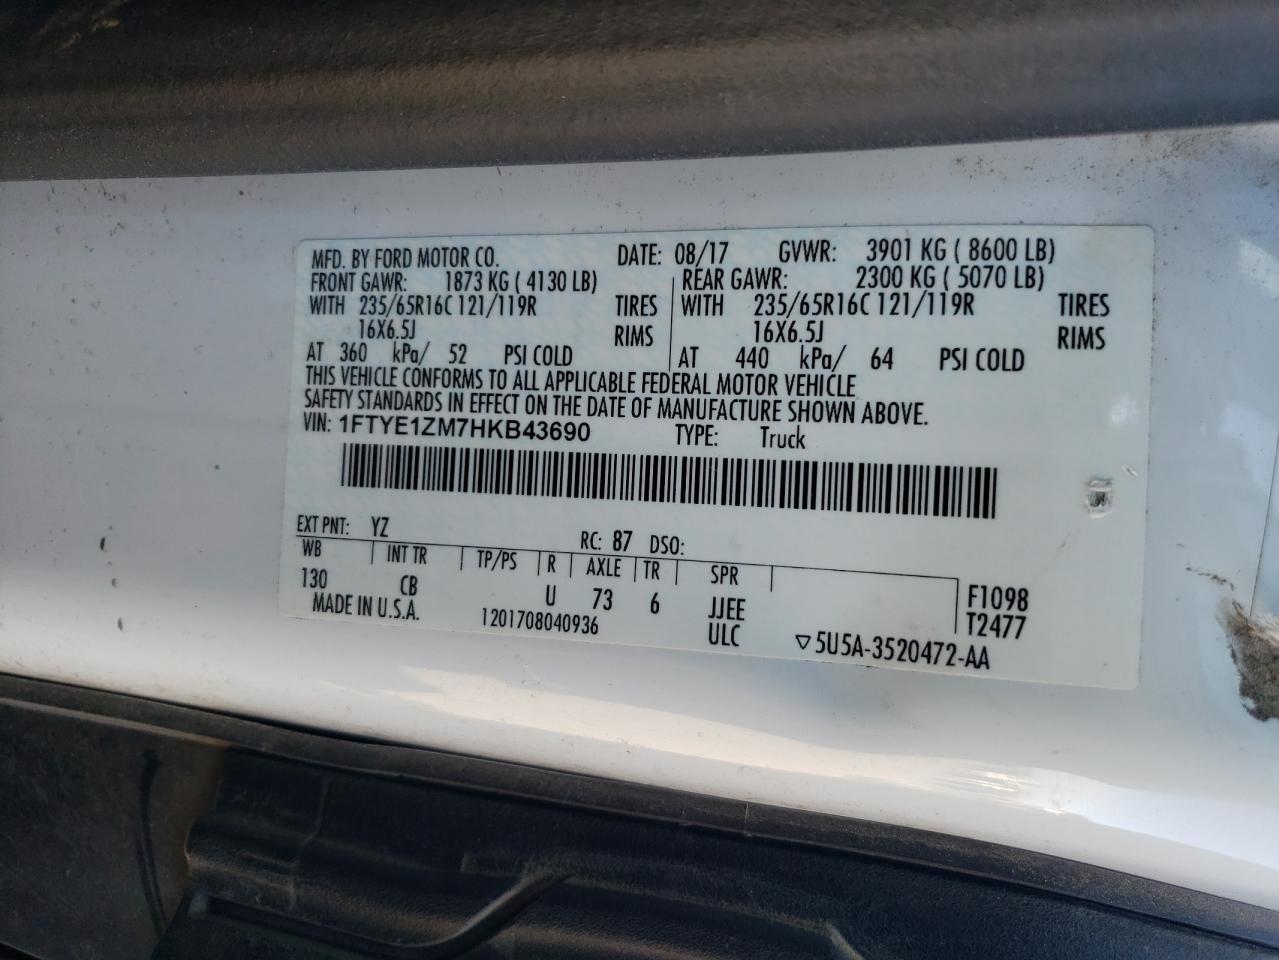 MFD. BY FORD MOTOR CO. DATE: 08/17 GVWR: 3901 KG ( 8600 LB)
FRONT GAWR: 1873 KG ( 4130 LB) REAR GAWR: 2300 KG ( 5070 LB)
WITH 235/65R16C 121/119R TIRES WITH 235/65R16C 121/119R TIRES
16X6.5J RIMS 16X6.5J RIMS
AT 360 kPa/ 52 PSI COLD AT 440 kPa/ 64 PSI COLD
THIS VEHICLE CONFORMS TO ALL APPLICABLE FEDERAL MOTOR VEHICLE
SAFETY STANDARDS IN EFFECT ON THE DATE OF MANUFACTURE SHOWN ABOVE.
VIN: 1FTYE1ZM7HKB43690 TYPE: Truck
EXT PNT: YZ RC: 87 DSO:
WB INT TR TP/PS R AXLE TR SPR
130 CB U 73 6 JJEE F1098
MADE IN U.S.A. 1201708040936 ULC ▽5U5A-3520472-AA T2477